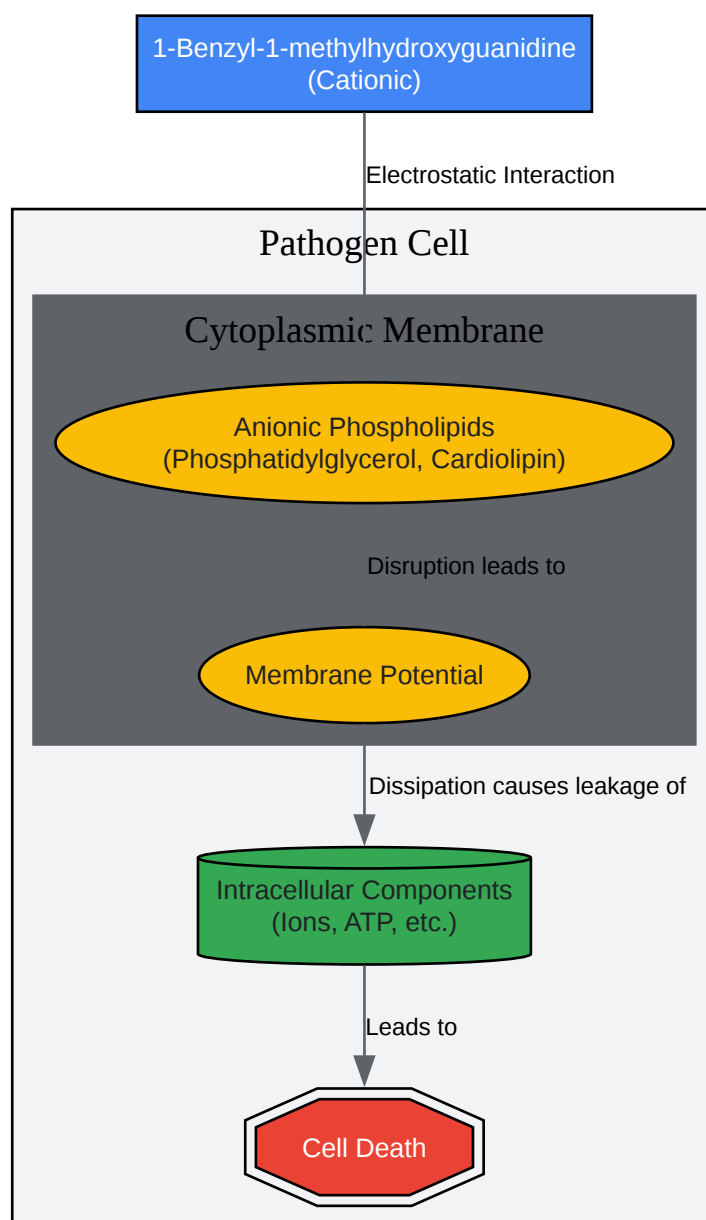 1-Benzyl-1-methylhydroxyguanidine
(Cationic)
Electrostatic Interaction
Pathogen Cell
Cytoplasmic Membrane
Anionic Phospholipids
(Phosphatidylglycerol, Cardiolipin)
Disruption leads to
Membrane Potential
Dissipation causes leakage of
Intracellular Components
(Ions, ATP, etc.)
Leads to
Cell Death